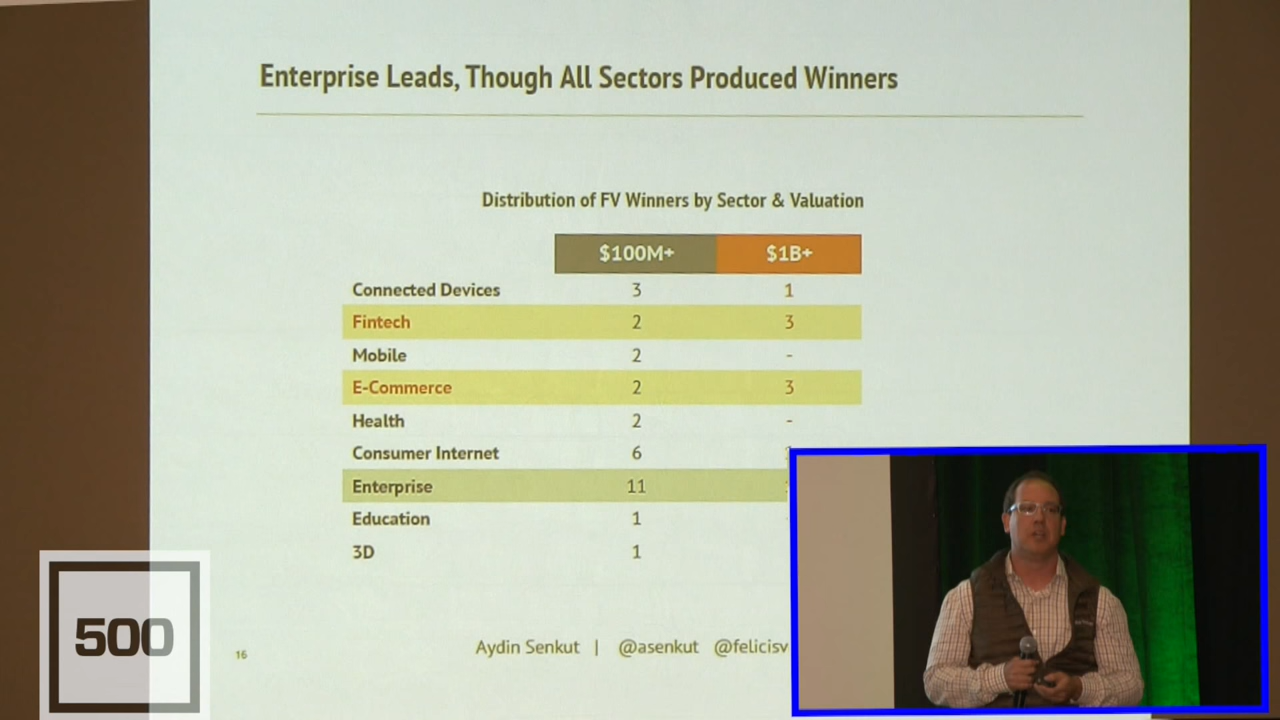 Enterprise Leads, Though All Sectors Produced Winners
Distribution of FV Winners by Sector & Valuation
$100M+ $1B+
Connected Devices 3 1
Fintech 2 3
Mobile 2 -
E-Commerce 2 3
Health 2 -
Consumer Internet 6
Enterprise 11
Education 1
3D 1
16 Aydin Senkut | @asenkut @felicisv
500